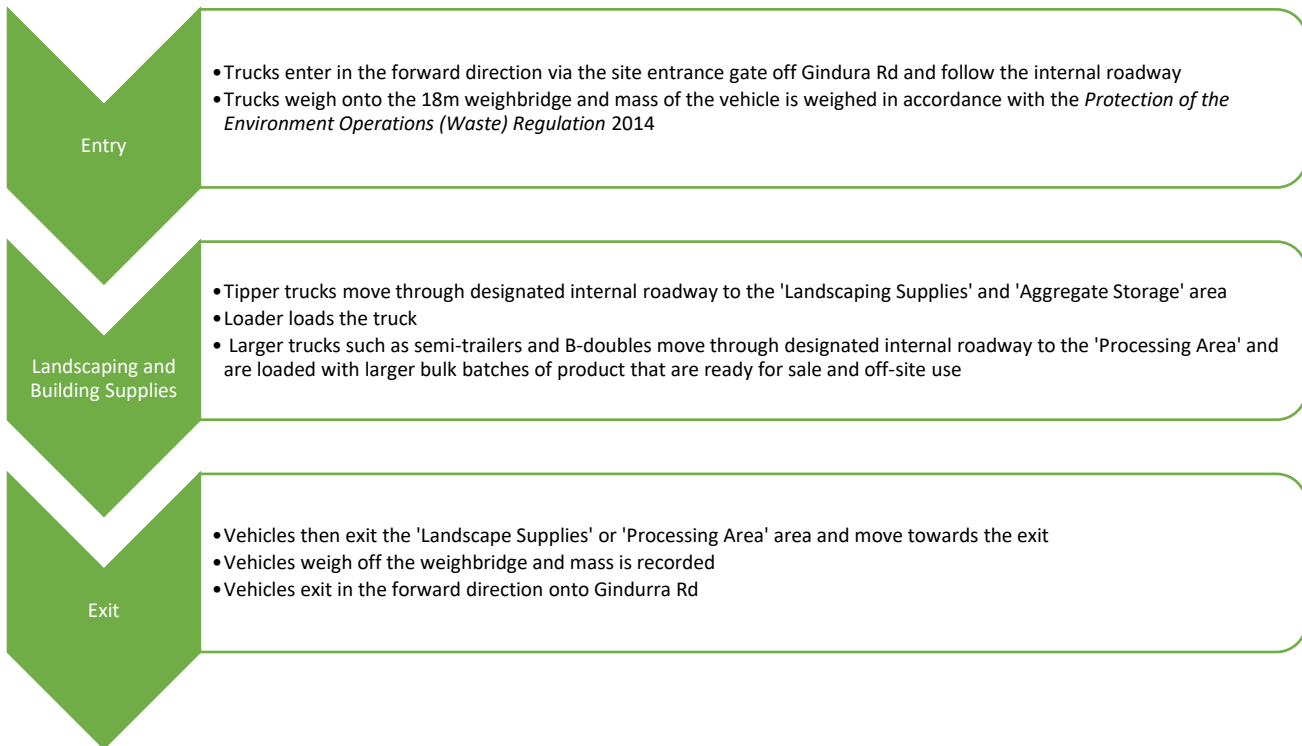 Entry
•Trucks enter in the forward direction via the site entrance gate off Gindura Rd and follow the internal roadway
•Trucks weigh onto the 18m weighbridge and mass of the vehicle is weighed in accordance with the Protection of the
Environment Operations (Waste) Regulation 2014
Landscaping and
Building Supplies
•Tipper trucks move through designated internal roadway to the 'Landscaping Supplies' and 'Aggregate Storage' area
•Loader loads the truck
• Larger trucks such as semi-trailers and B-doubles move through designated internal roadway to the 'Processing Area' and
are loaded with larger bulk batches of product that are ready for sale and off-site use
Exit
•Vehicles then exit the 'Landscape Supplies' or 'Processing Area' area and move towards the exit
•Vehicles weigh off the weighbridge and mass is recorded
•Vehicles exit in the forward direction onto Gindurra Rd